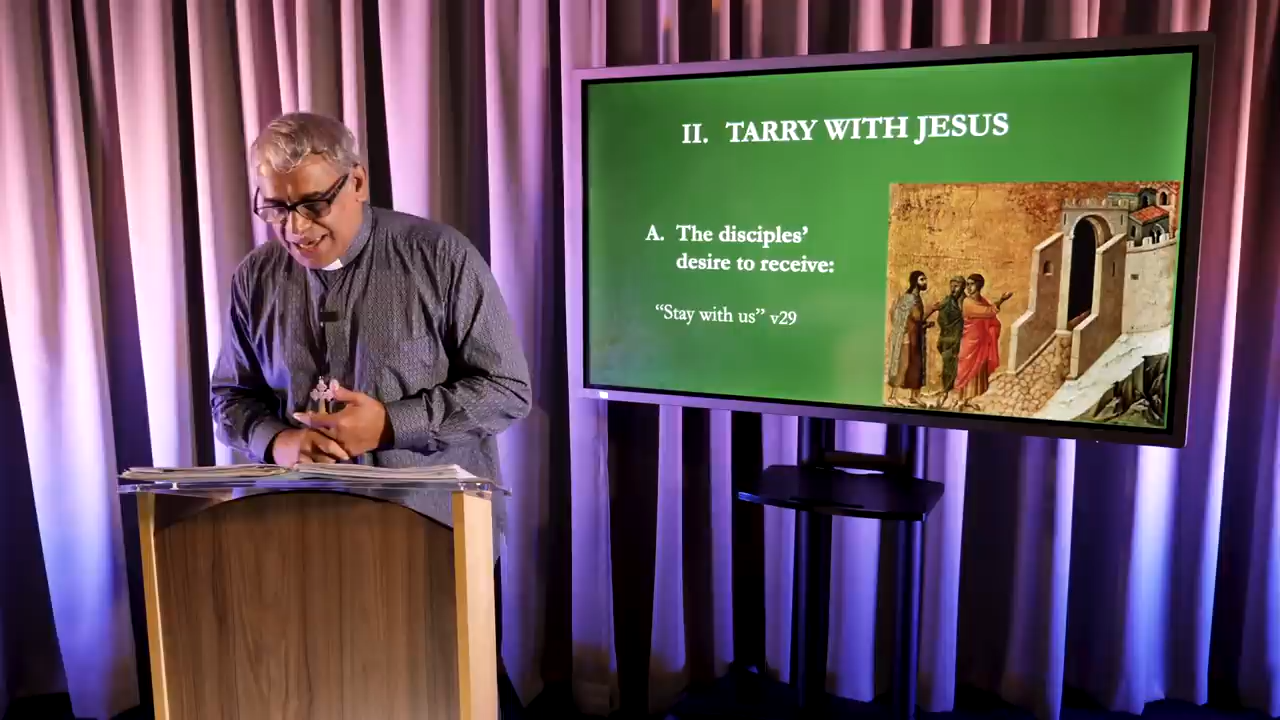 II. TARRY WITH JESUS
A. The disciples’
desire to receive:
“Stay with us” v29